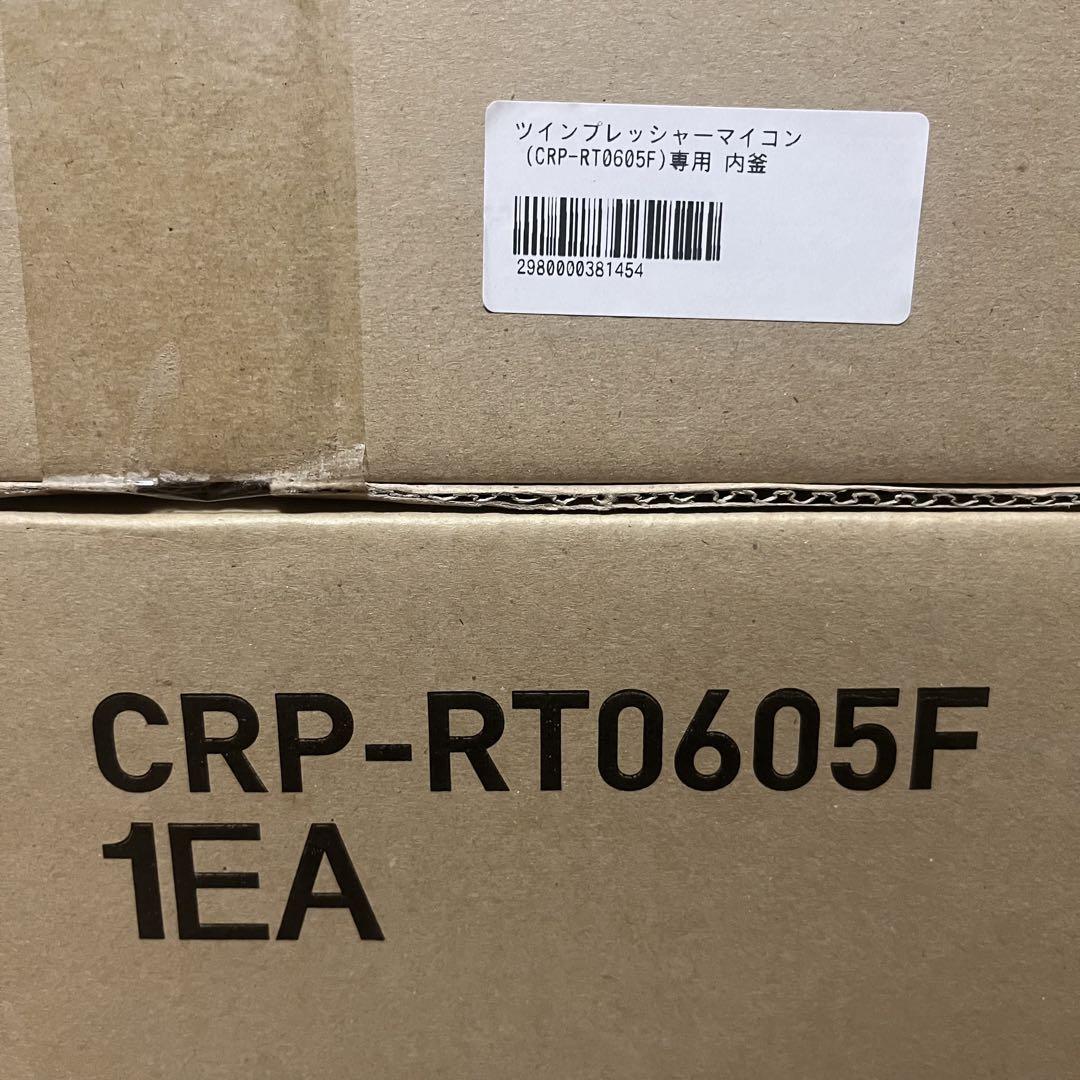 ツインプレッシャーマイコン
(CRP-RT0605F)専用 内釜
2980000381454
CRP-RT0605F
1EA